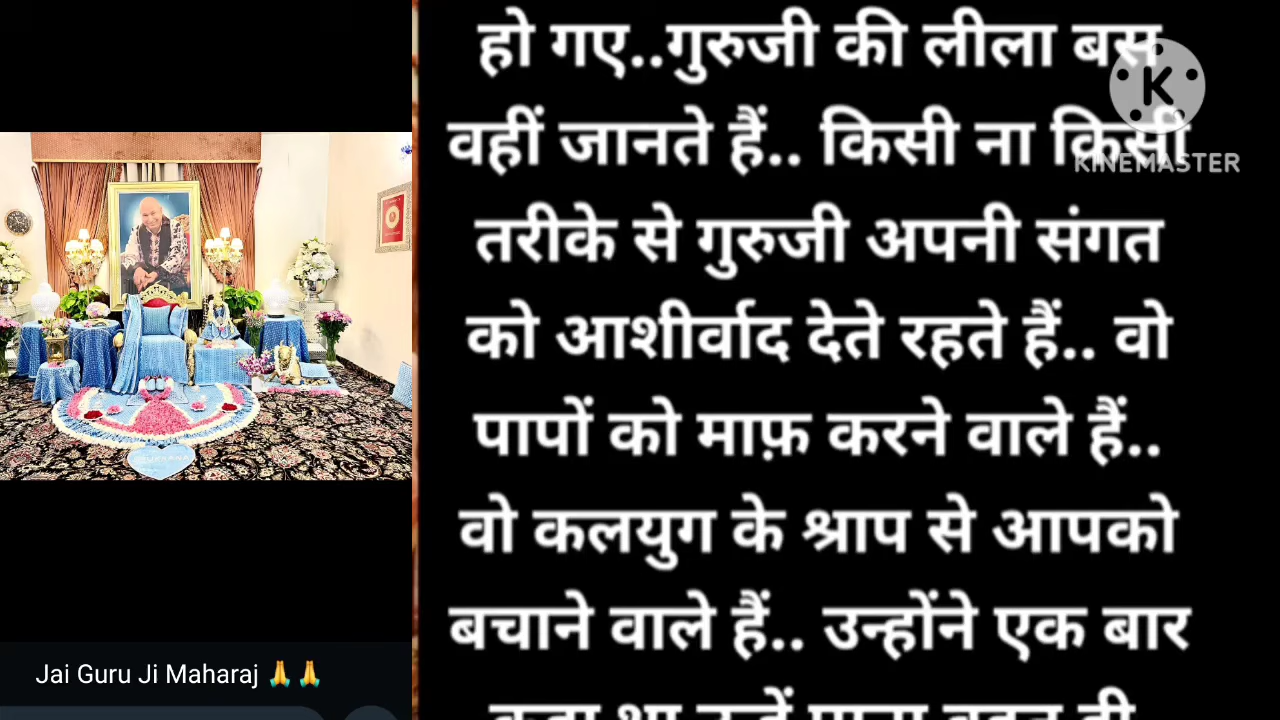 हो गए..गुरुजी की लीला बस
वहीं जानते हैं.. किसी ना किसी
तरीके से गुरुजी अपनी संगत
को आशीर्वाद देते रहते हैं.. वो
पापों को माफ़ करने वाले हैं..
वो कलयुग के श्राप से आपको
बचाने वाले हैं.. उन्होंने एक बार
K
KINEMASTER
Jai Guru Ji Maharaj 🙏🙏